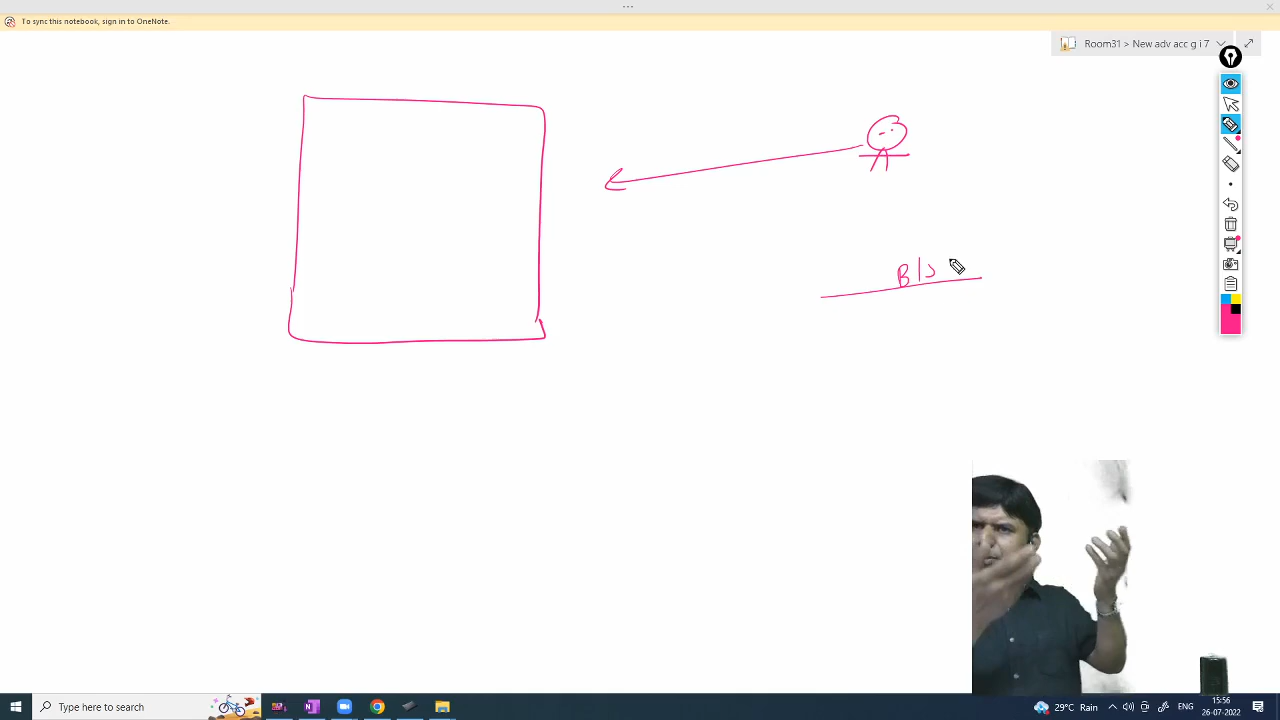 To sync this notebook, sign in to OneNote.
Room31 > New adv acc g i 7
B/s
Type here to search
29°C Rain
ENG
15:56
26-07-2022